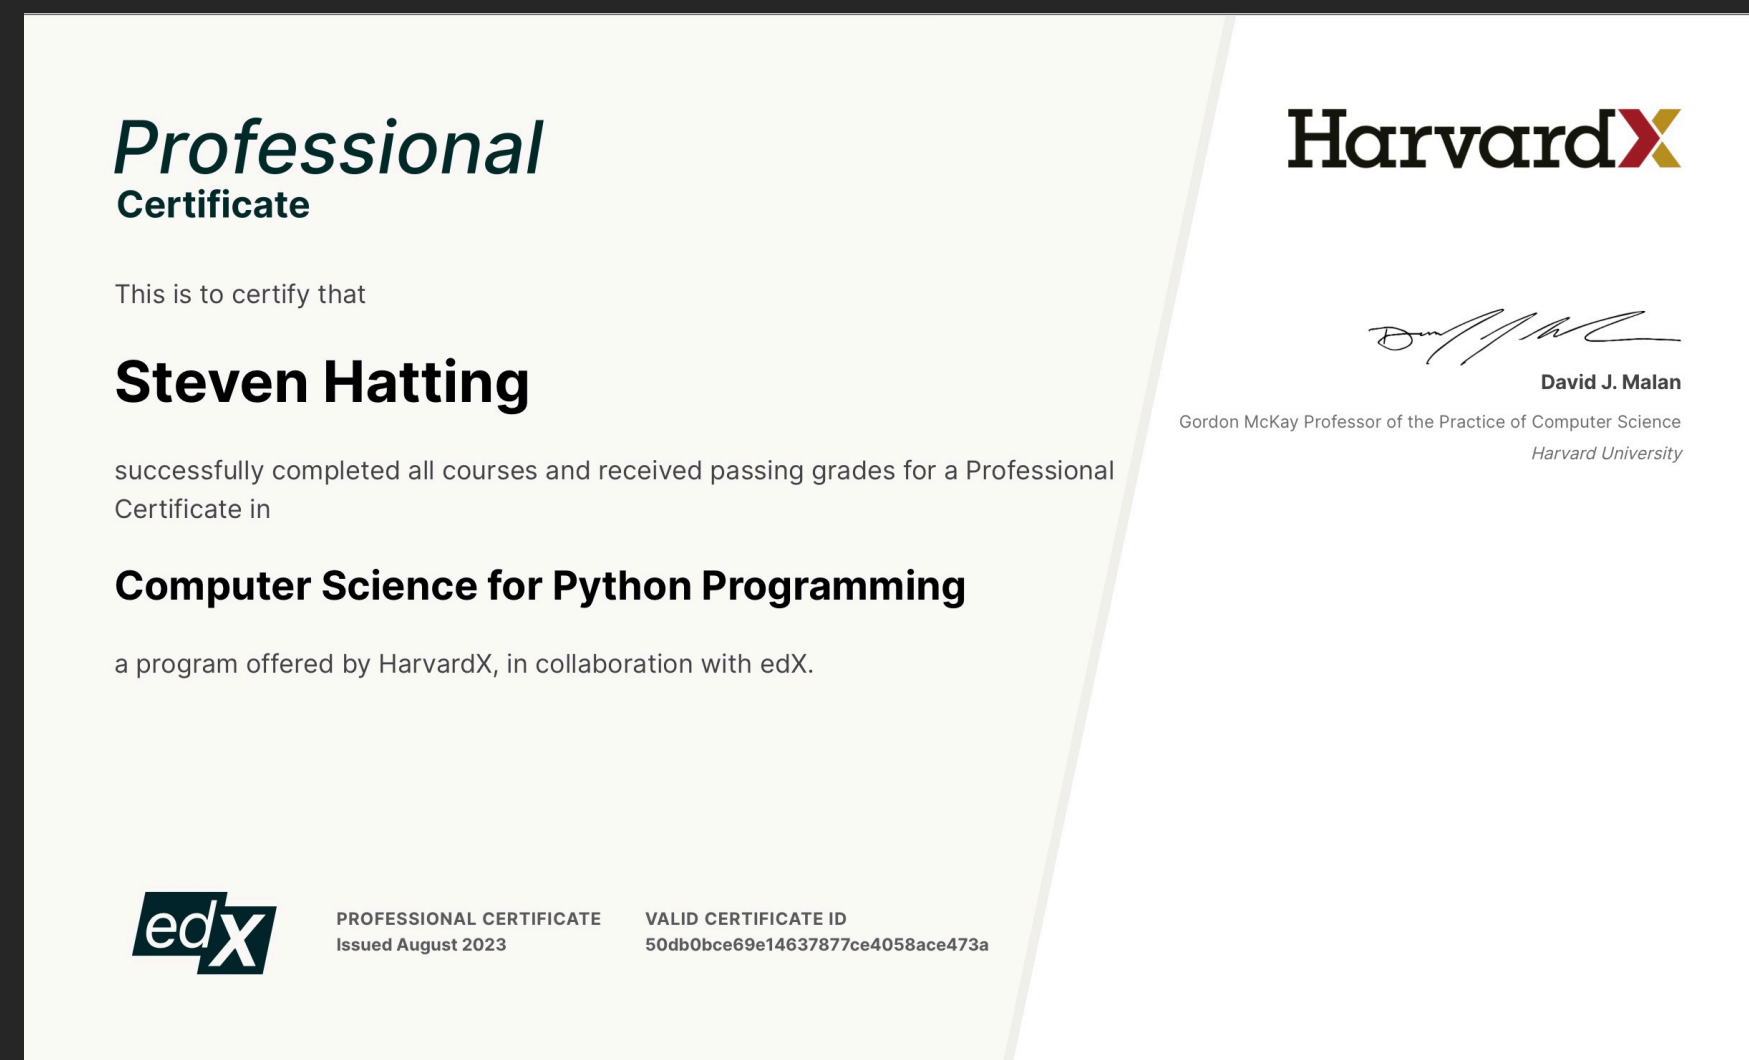 Professional
Certificate
This is to certify that
Steven Hatting
successfully completed all courses and received passing grades for a Professional
Certificate in
Computer Science for Python Programming
a program offered by HarvardX, in collaboration with edX.
edX
PROFESSIONAL CERTIFICATE
Issued August 2023
VALID CERTIFICATE ID
50db0bce69e14637877ce4058ace473a
HarvardX
David J. Malan
Gordon McKay Professor of the Practice of Computer Science
Harvard University